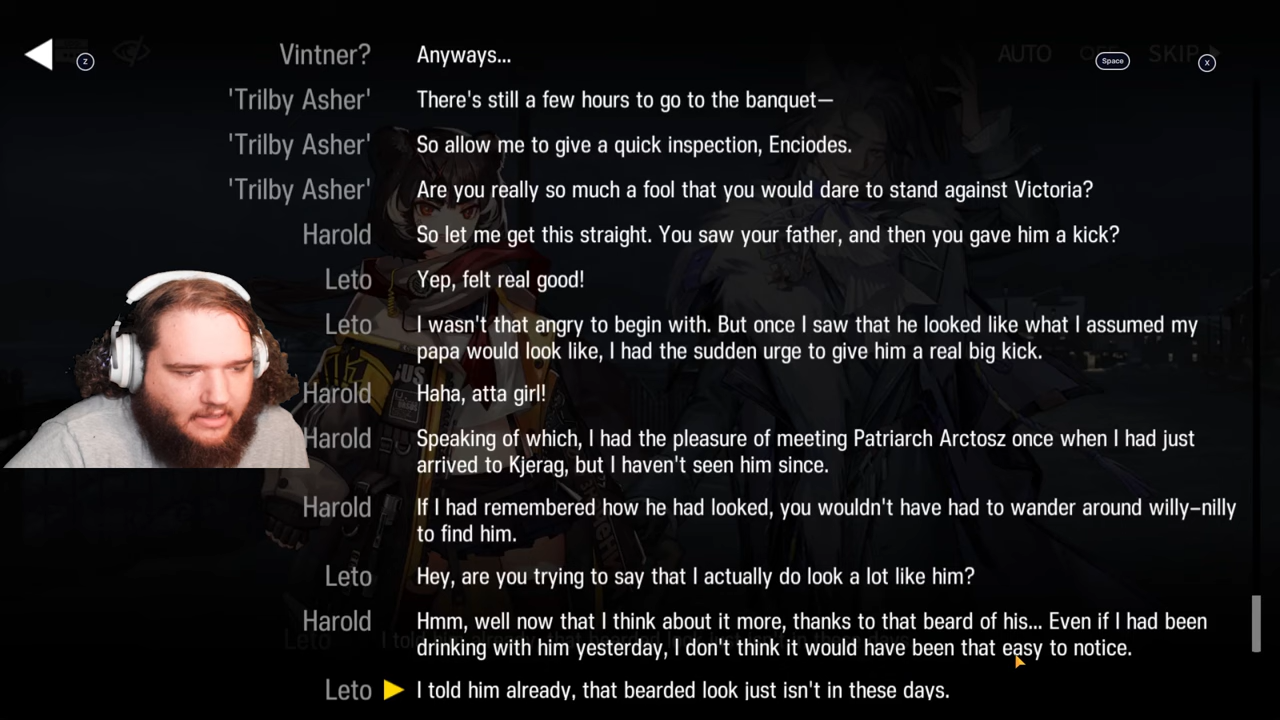 Z
AUTO
Space
SKIP
X
Vintner? Anyways...
'Trilby Asher' There's still a few hours to go to the banquet—
'Trilby Asher' So allow me to give a quick inspection, Enciodes.
'Trilby Asher' Are you really so much a fool that you would dare to stand against Victoria?
Harold So let me get this straight. You saw your father, and then you gave him a kick?
Leto Yep, felt real good!
Leto I wasn't that angry to begin with. But once I saw that he looked like what I assumed my
papa would look like, I had the sudden urge to give him a real big kick.
Harold Haha, atta girl!
Harold Speaking of which, I had the pleasure of meeting Patriarch Arctosz once when I had just
arrived to Kjerag, but I haven't seen him since.
Harold If I had remembered how he had looked, you wouldn't have had to wander around willy-nilly
to find him.
Leto Hey, are you trying to say that I actually do look a lot like him?
Harold Hmm, well now that I think about it more, thanks to that beard of his... Even if I had been
drinking with him yesterday, I don't think it would have been that easy to notice.
Leto I told him already, that bearded look just isn't in these days.